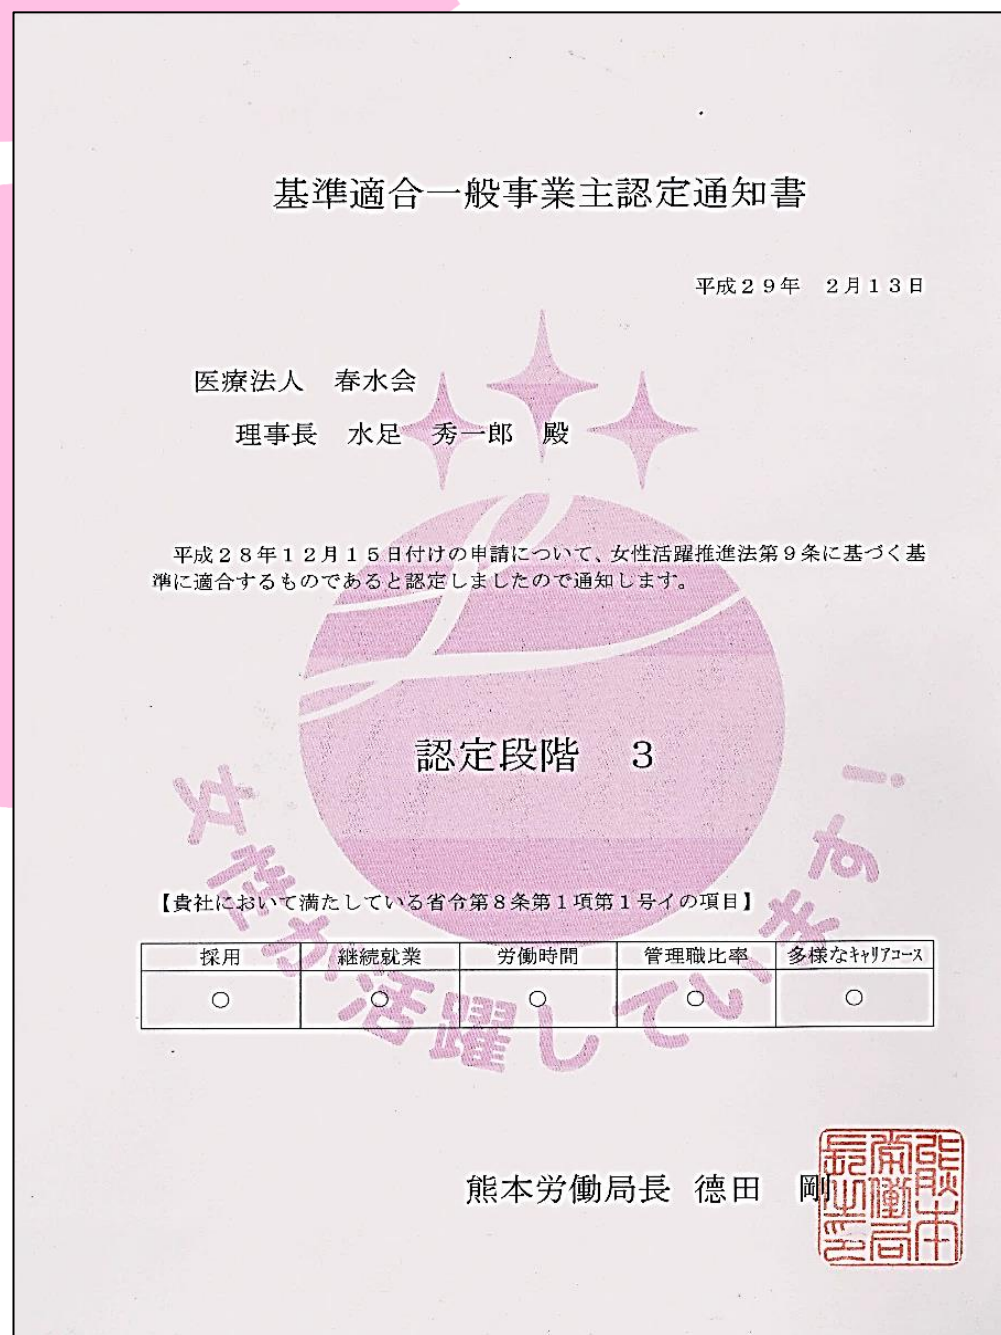 基準適合一般事業主認定通知書
平成29年 2月13日
医療法人 春水会
理事長 水足 秀一郎 殿
平成28年12月15日付けの申請について、女性活躍推進法第9条に基づく基
準に適合するものであると認定しましたので通知します。
認定段階 3
女性が活躍しています!
【貴社において満たしている省令第8条第1項第1号イの項目】
採用 継続就業 労働時間 管理職比率 多様なキャリアコース
○ ○ ○ ○ ○
熊本労働局長 德田 剛
熊本
労働局
長之印